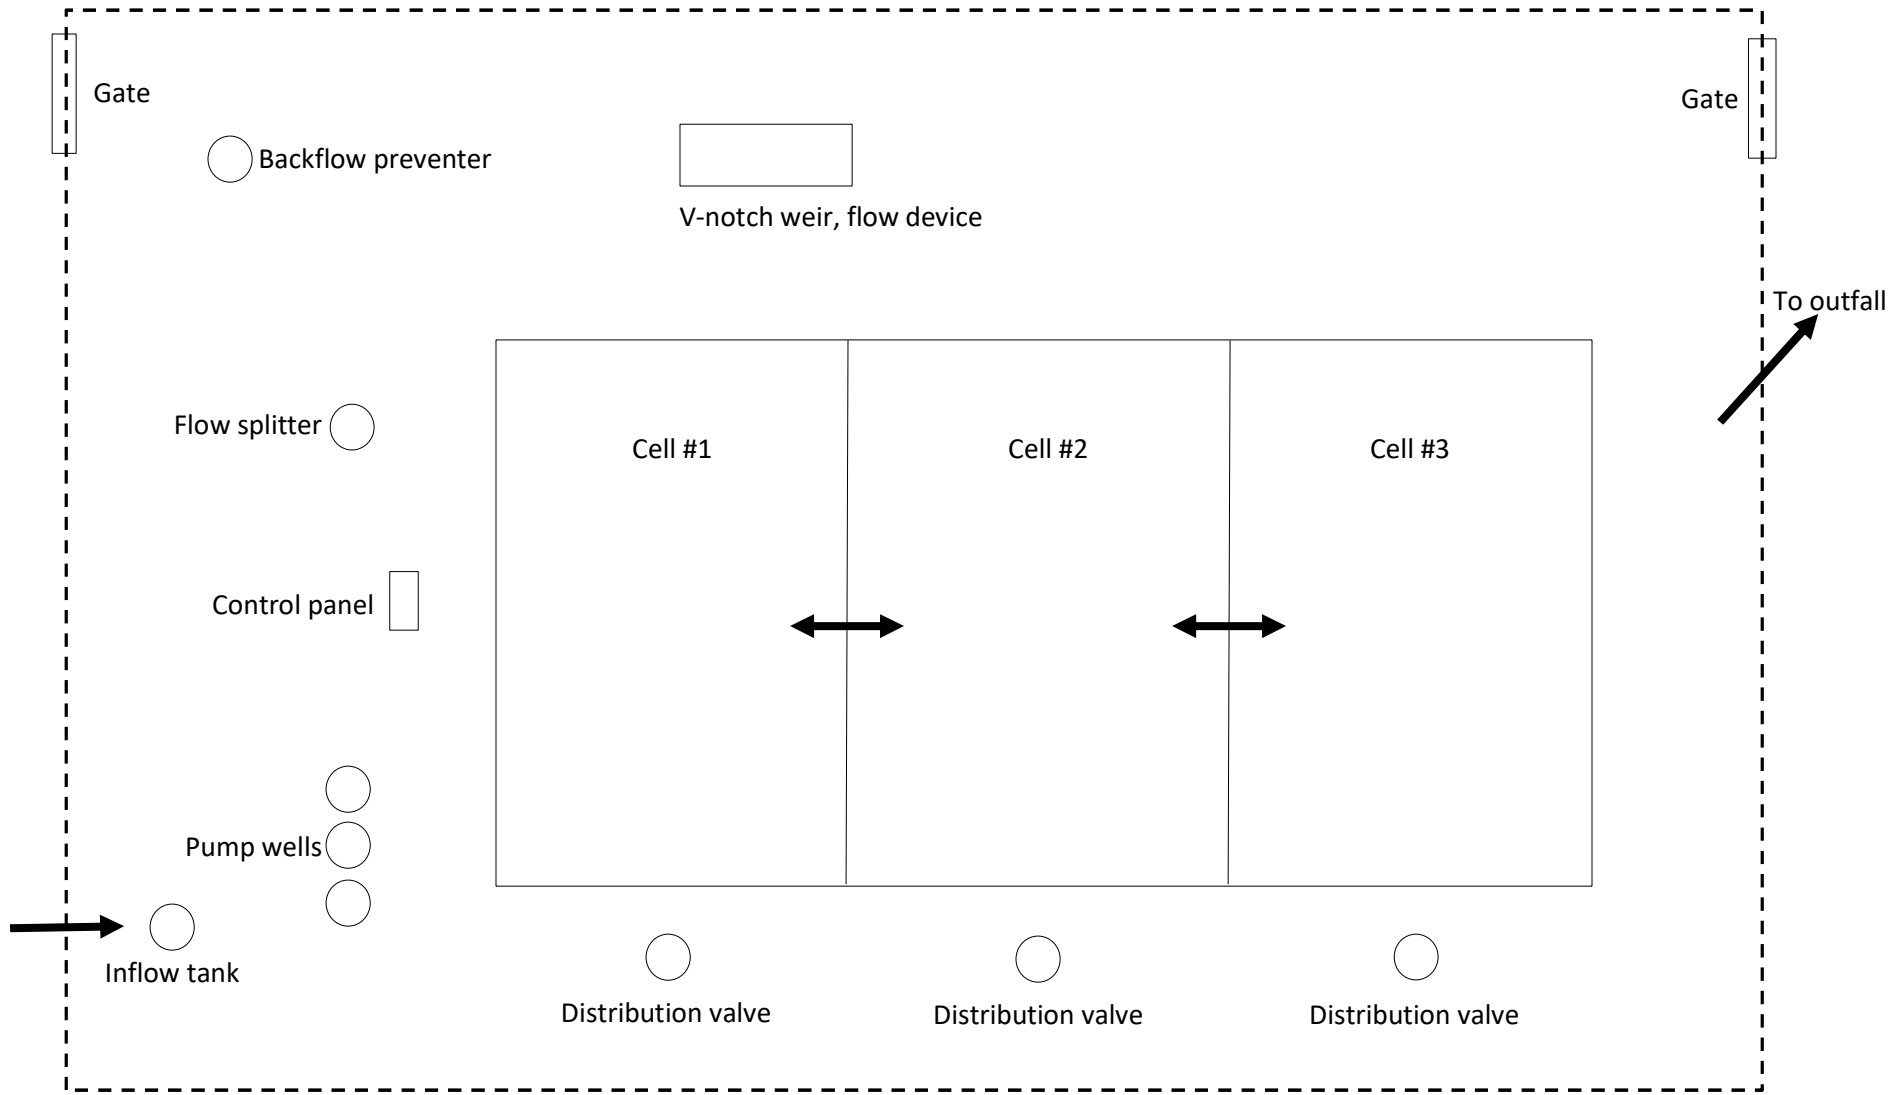 Gate
Gate
Backflow preventer
V-notch weir, flow device
To outfall
Flow splitter
Cell #1
Cell #2
Cell #3
Control panel
Pump wells
Inflow tank
Distribution valve
Distribution valve
Distribution valve